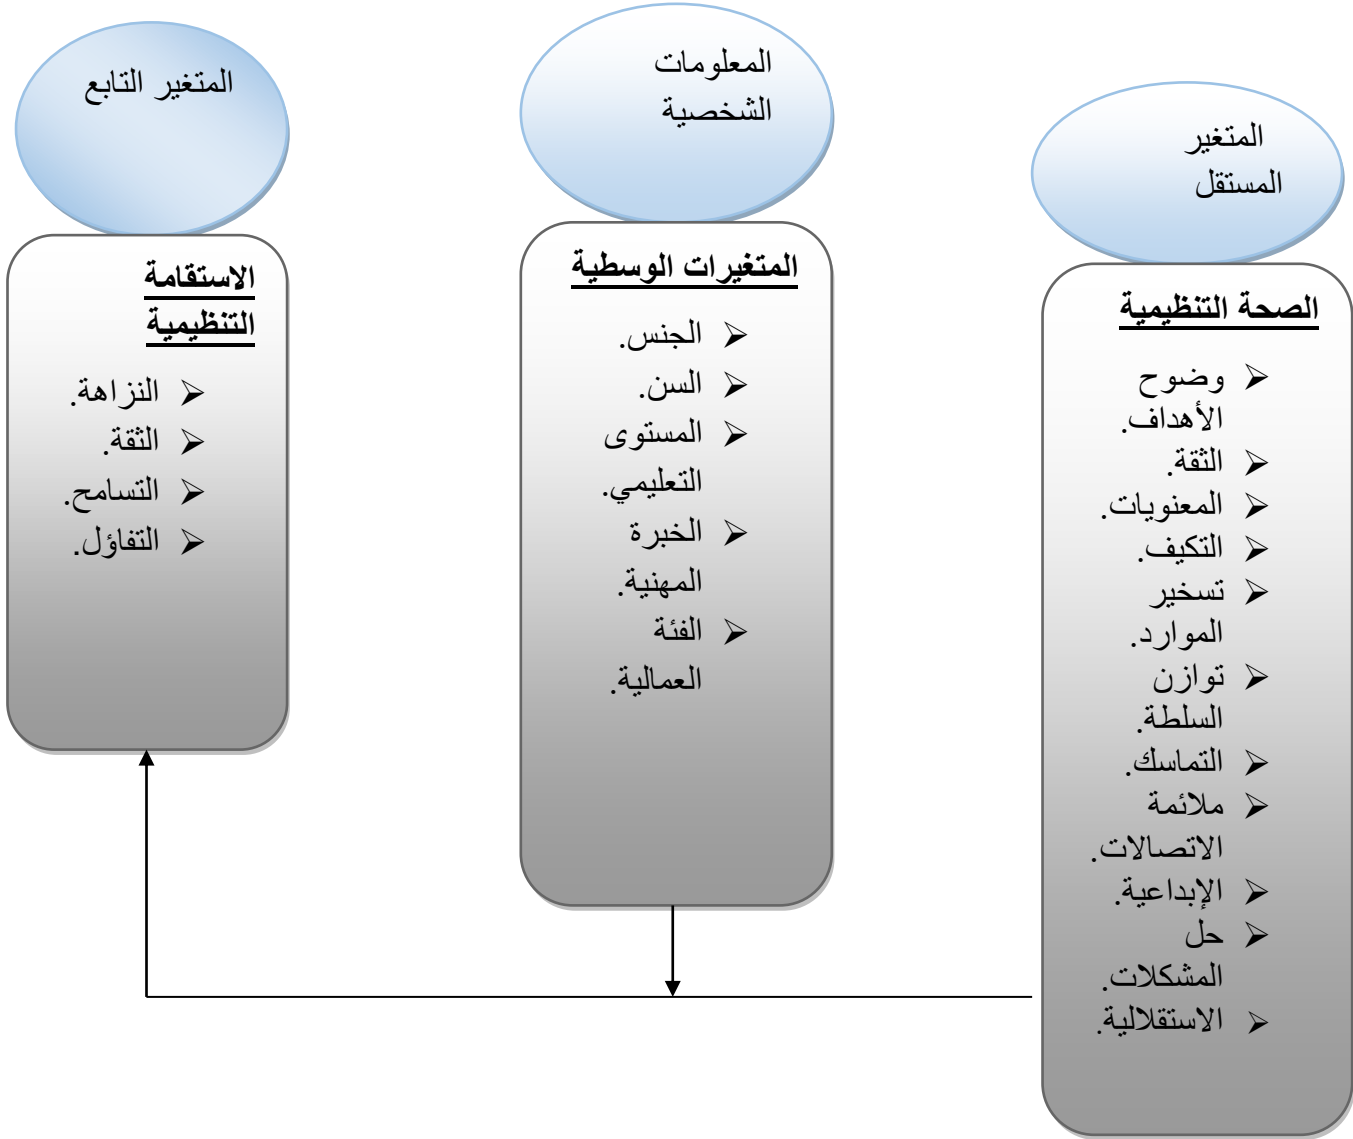 المتغير
المستقل
الصحة التنظيمية
وضوح
الأهداف.
الثقة.
المعنويات.
التكيف.
تسخير
الموارد.
توازن
السلطة.
التماسك.
ملائمة
الاتصالات.
الإبداعية.
حل
المشكلات.
الاستقلالية.
المعلومات
الشخصية
المتغيرات الوسطية
الجنس.
السن.
المستوى
التعليمي.
الخبرة
المهنية.
الفئة
العمالية.
المتغير التابع
الاستقامة
التنظيمية
النزاهة.
الثقة.
التسامح.
التفاؤل.